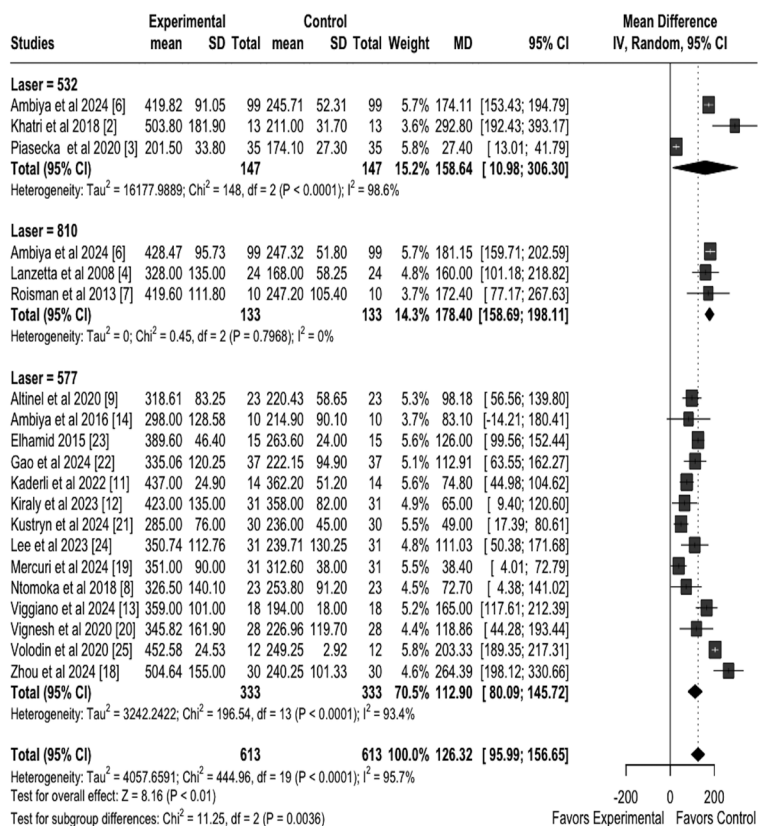 Experimental Control Mean Difference
Studies mean SD Total mean SD Total Weight MD 95% CI IV, Random, 95% CI
Laser = 532
Ambiya et al 2024 [6] 419.82 91.05 99 245.71 52.31 99 5.7% 174.11 [153.43; 194.79]
Khatri et al 2018 [2] 503.80 181.90 13 211.00 31.70 13 3.6% 292.80 [192.43; 393.17]
Piasecka et al 2020 [3] 201.50 33.80 35 174.10 27.30 35 5.8% 27.40 [ 13.01; 41.79]
Total (95% CI) 147 147 15.2% 158.64 [ 10.98; 306.30]
Heterogeneity: Tau² = 16177.9889; Chi² = 148, df = 2 (P < 0.0001); I² = 98.6%
Laser = 810
Ambiya et al 2024 [6] 428.47 95.73 99 247.32 51.80 99 5.7% 181.15 [159.71; 202.59]
Lanzetta et al 2008 [4] 328.00 135.00 24 168.00 58.25 24 4.8% 160.00 [101.18; 218.82]
Roisman et al 2013 [7] 419.60 111.80 10 247.20 105.40 10 3.7% 172.40 [ 77.17; 267.63]
Total (95% CI) 133 133 14.3% 178.40 [158.69; 198.11]
Heterogeneity: Tau² = 0; Chi² = 0.45, df = 2 (P = 0.7968); I² = 0%
Laser = 577
Altinel et al 2020 [9] 318.61 83.25 23 220.43 58.65 23 5.3% 98.18 [ 56.56; 139.80]
Ambiya et al 2016 [14] 298.00 128.58 10 214.90 90.10 10 3.7% 83.10 [-14.21; 180.41]
Elhamid 2015 [23] 389.60 46.40 15 263.60 24.00 15 5.6% 126.00 [ 99.56; 152.44]
Gao et al 2024 [22] 335.06 120.25 37 222.15 94.90 37 5.1% 112.91 [ 63.55; 162.27]
Kaderli et al 2022 [11] 437.00 24.90 14 362.20 51.20 14 5.6% 74.80 [ 44.98; 104.62]
Kiraly et al 2023 [12] 423.00 135.00 31 358.00 82.00 31 4.9% 65.00 [ 9.40; 120.60]
Kustryn et al 2024 [21] 285.00 76.00 30 236.00 45.00 30 5.5% 49.00 [ 17.39; 80.61]
Lee et al 2023 [24] 350.74 112.76 31 239.71 130.25 31 4.8% 111.03 [ 50.38; 171.68]
Mercuri et al 2024 [19] 351.00 90.00 31 312.60 38.00 31 5.5% 38.40 [ 4.01; 72.79]
Ntomoka et al 2018 [8] 326.50 140.10 23 253.80 91.20 23 4.6% 72.70 [ 4.38; 141.02]
Viggiano et al 2024 [13] 359.00 101.00 18 194.00 18.00 18 5.2% 165.00 [117.61; 212.39]
Vignesh et al 2020 [20] 345.82 161.90 28 226.96 119.70 28 4.4% 118.86 [ 44.28; 193.44]
Volodin et al 2020 [25] 452.58 24.53 12 249.25 2.92 12 5.8% 203.33 [189.35; 217.31]
Zhou et al 2024 [18] 504.64 155.00 30 240.25 101.33 30 4.6% 264.39 [198.12; 330.66]
Total (95% CI) 333 333 70.5% 112.90 [ 80.09; 145.72]
Heterogeneity: Tau² = 3242.2422; Chi² = 196.54, df = 13 (P < 0.0001); I² = 93.4%
Total (95% CI) 613 613 100.0% 126.32 [ 95.99; 156.65]
Heterogeneity: Tau² = 4057.6591; Chi² = 444.96, df = 19 (P < 0.0001); I² = 95.7%
Test for overall effect: Z = 8.16 (P < 0.01)
-200 0 200
Test for subgroup differences: Chi² = 11.25, df = 2 (P = 0.0036) Favors Experimental Favors Control